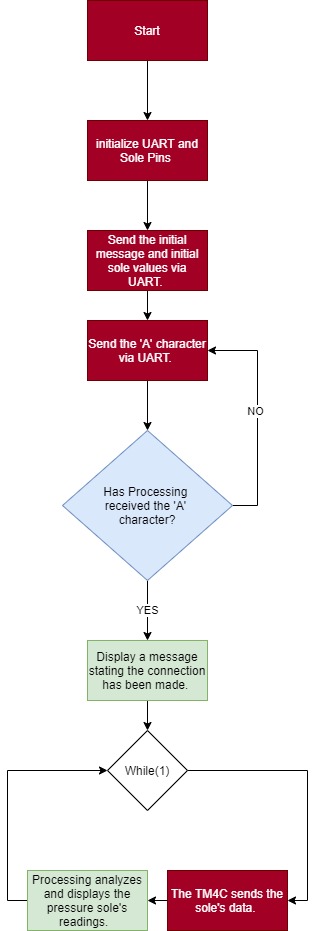 Start
initialize UART and
Sole Pins
Send the initial
message and initial
sole values via
UART.
Send the 'A' character
via UART.
NO
Has Processing
received the 'A'
character?
YES
Display a message
stating the connection
has been made.
While(1)
Processing analyzes
and displays the
pressure sole's
readings.
The TM4C sends the
sole's data.